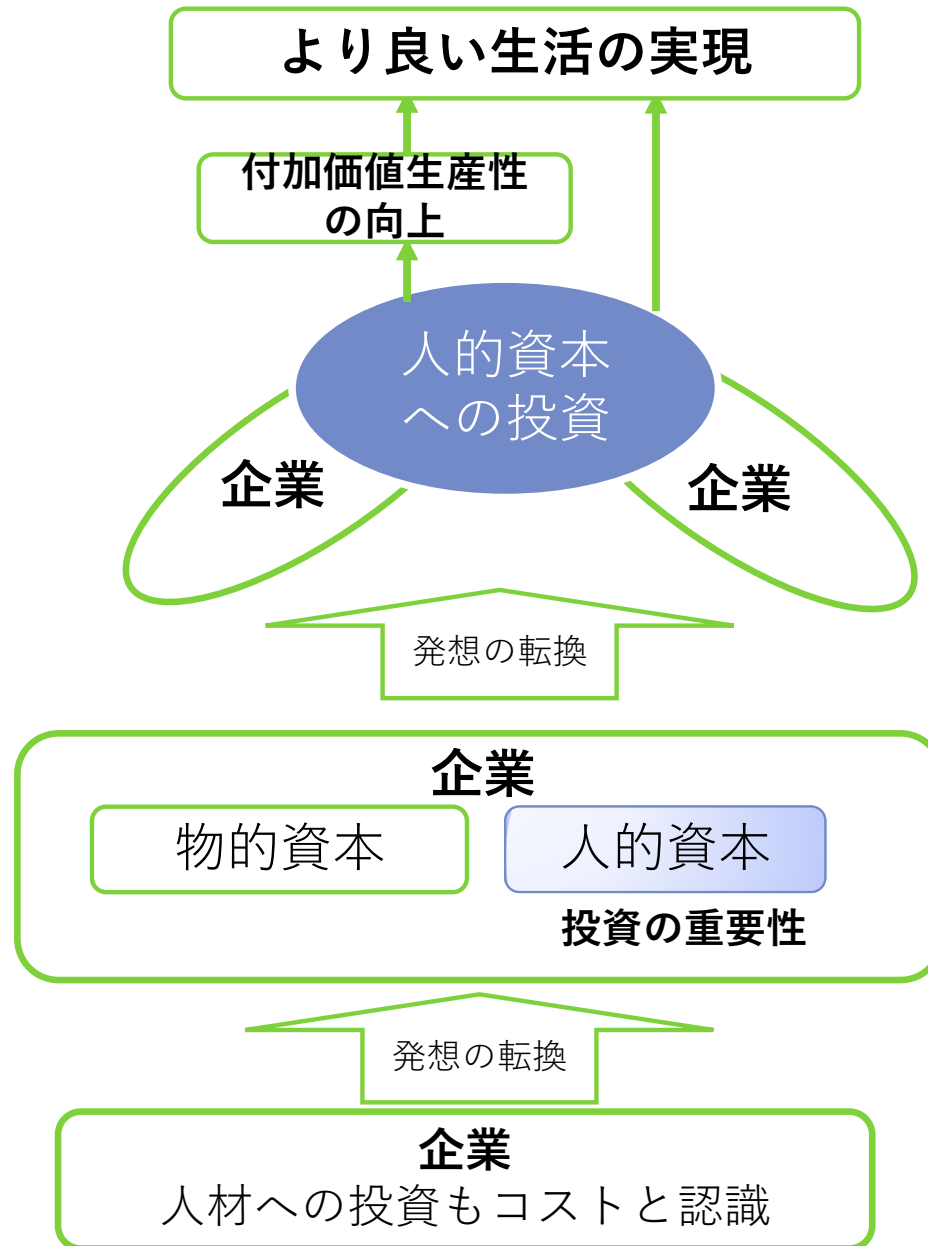 より良い生活の実現
付加価値生産性
の向上
人的資本
への投資
企業
企業
発想の転換
企業
物的資本
人的資本
投資の重要性
発想の転換
企業
人材への投資もコストと認識